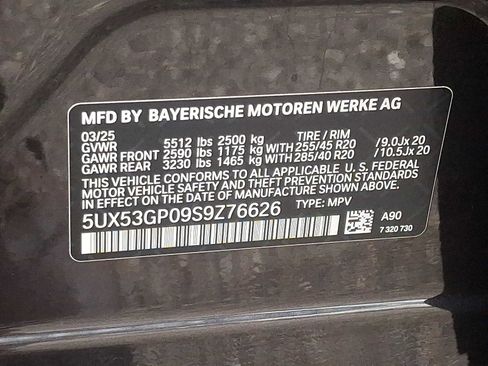 MFD BY BAYERISCHE MOTOREN WERKE AG
03/25 TIRE / RIM
GVWR 5512 lbs 2500 kg
GAWR FRONT 2590 lbs 1175 kg WITH 255/45 R20 / 9.0Jx 20
GAWR REAR 3230 lbs 1465 kg WITH 285/40 R20 / 10.5Jx 20
THIS VEHICLE CONFORMS TO ALL APPLICABLE U. S. FEDERAL
MOTOR VEHICLE SAFETY AND THEFT PREVENTION STANDARDS
IN EFFECT ON THE DATE OF MANUFACTURE SHOWN ABOVE.
5UX53GP09S9Z76626 TYPE: MPV
A90
7 320 730